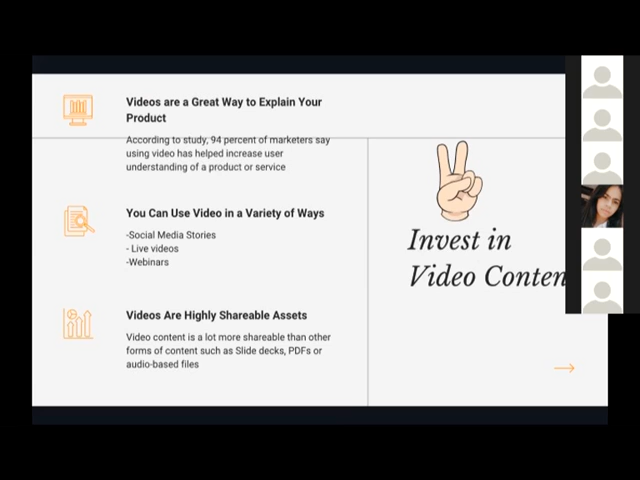 Videos are a Great Way to Explain Your
Product
According to study, 94 percent of marketers say
using video has helped increase user
understanding of a product or service
You Can Use Video in a Variety of Ways
-Social Media Stories
- Live videos
-Webinars
Videos Are Highly Shareable Assets
Video content is a lot more shareable than other
forms of content such as Slide decks, PDFs or
audio-based files
Invest in
Video Conten